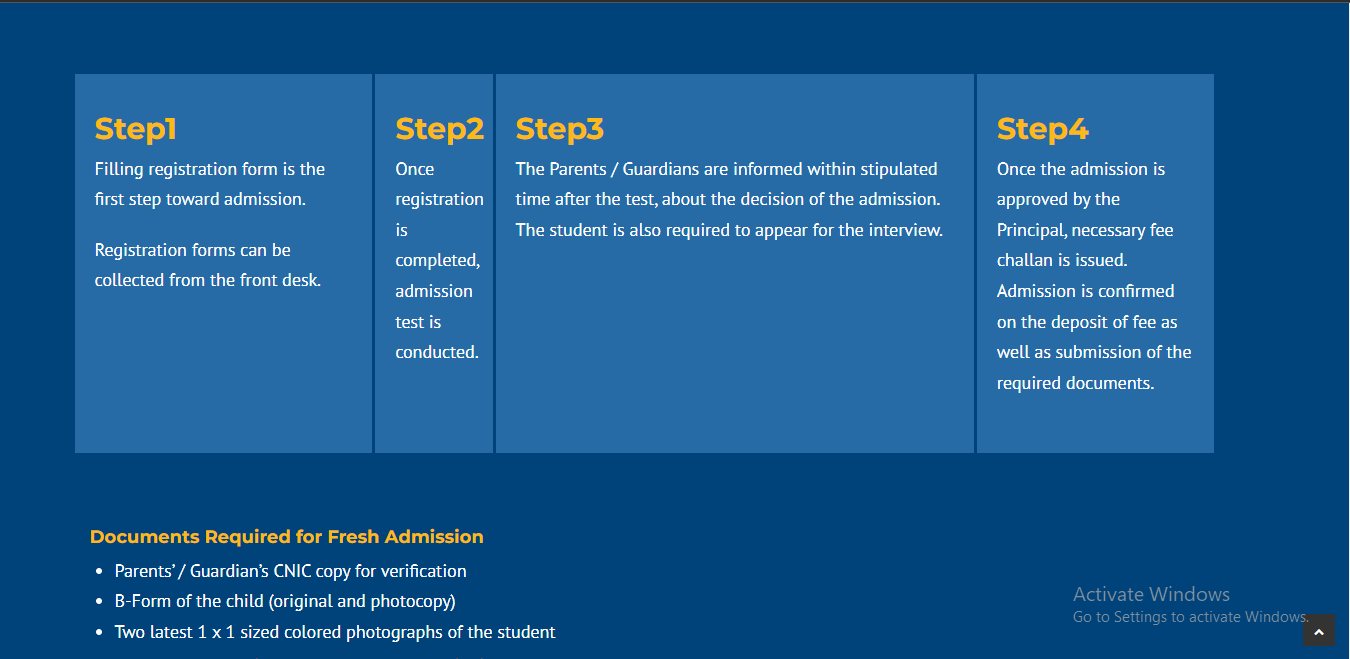 Step1
Filling registration form is the
first step toward admission.
Registration forms can be
collected from the front desk.
Step2
Once
registration
is
completed,
admission
test is
conducted.
Step3
The Parents / Guardians are informed within stipulated
time after the test, about the decision of the admission.
The student is also required to appear for the interview.
Step4
Once the admission is
approved by the
Principal, necessary fee
challan is issued.
Admission is confirmed
on the deposit of fee as
well as submission of the
required documents.
Documents Required for Fresh Admission
• Parents’ / Guardian’s CNIC copy for verification
• B-Form of the child (original and photocopy)
• Two latest 1 x 1 sized colored photographs of the student
Activate Windows
Go to Settings to activate Windows.